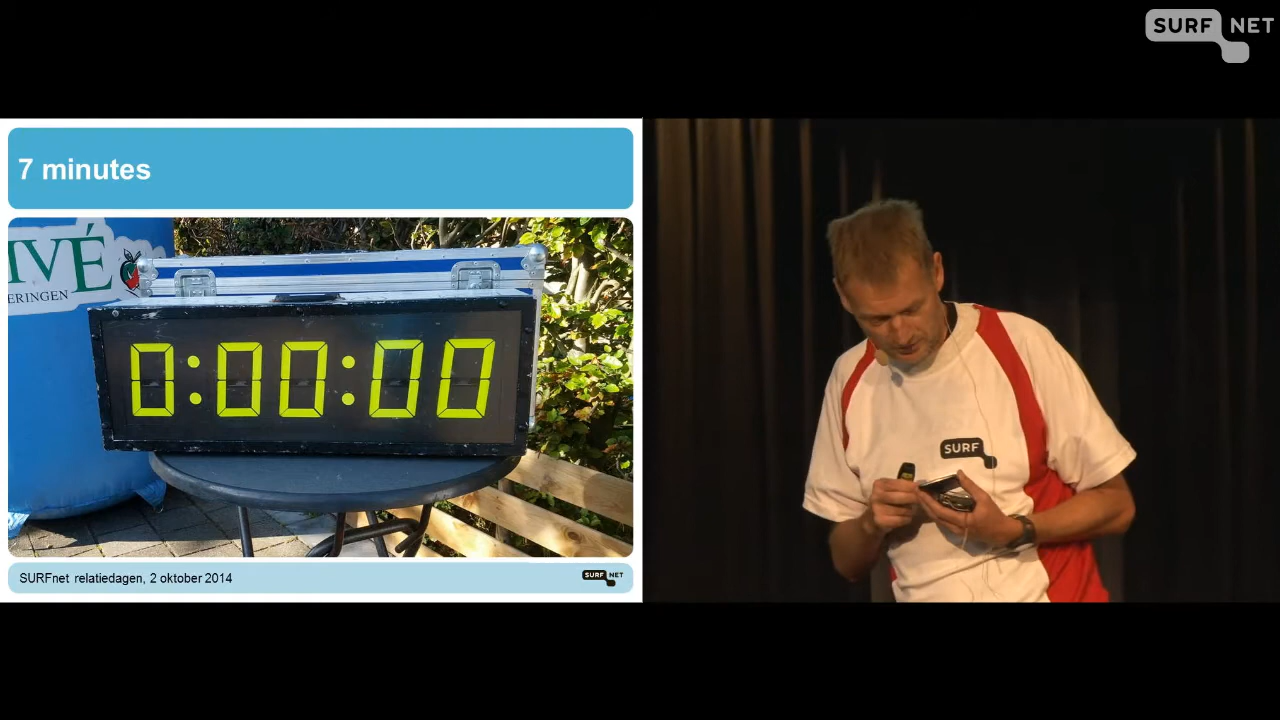 SURF NET
7 minutes
IVÉ
ERINGEN
0:00:00
SURF
SURFnet relatiedagen, 2 oktober 2014
SURF NET